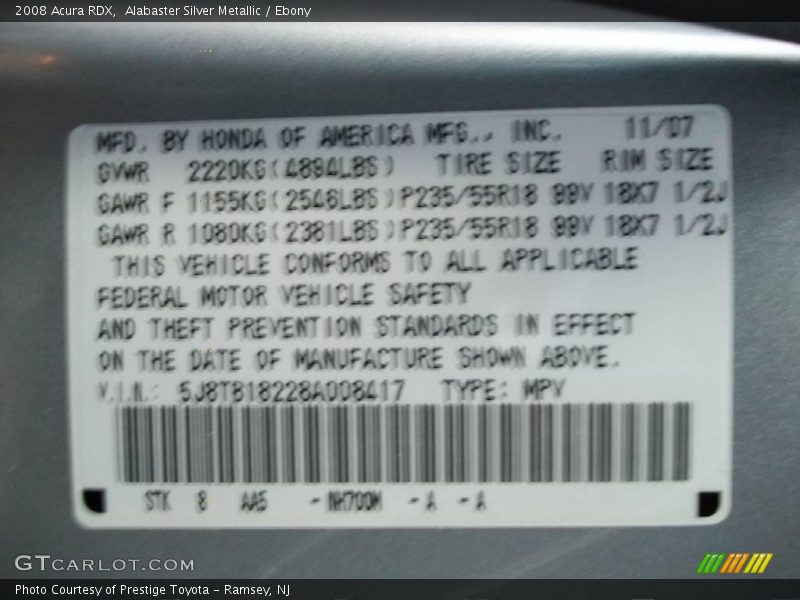 2008 Acura RDX,  Alabaster Silver Metallic / Ebony
MFD. BY HONDA OF AMERICA MFG., INC. 11/07
GVWR 2220KG(4894LBS) TIRE SIZE RIM SIZE
GAWR F 1155KG(2546LBS)P235/55R18 99V 18X7 1/2J
GAWR R 1080KG(2381LBS)P235/55R18 99V 18X7 1/2J
THIS VEHICLE CONFORMS TO ALL APPLICABLE
FEDERAL MOTOR VEHICLE SAFETY
AND THEFT PREVENTION STANDARDS IN EFFECT
ON THE DATE OF MANUFACTURE SHOWN ABOVE.
V.I.N.: 5J8TB18228A008417 TYPE: MPV
STK 8 AA5 -NH700M -A -A
GTCARLOT.COM
Photo Courtesy of Prestige Toyota – Ramsey, NJ